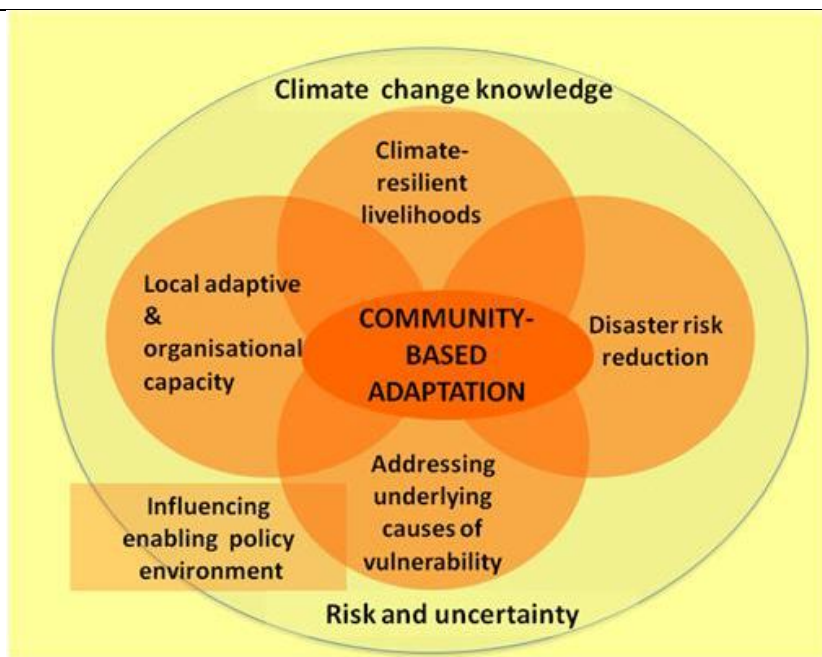 Climate change knowledge
Climate-
resilient
livelihoods
Local adaptive
&
organisational
capacity
COMMUNITY-
BASED
ADAPTATION
Disaster risk
reduction
Addressing
underlying
causes of
vulnerability
Influencing
enabling policy
environment
Risk and uncertainty